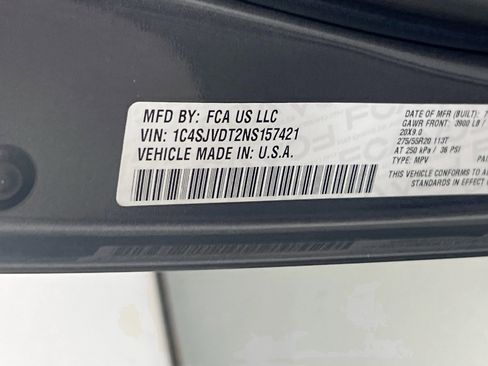 MFD BY: FCA US LLC
VIN: 1C4SJVDT2NS157421
VEHICLE MADE IN: U.S.A.
DATE OF MFR (BUILT): 7
GAWR FRONT: 3900 LB /
20X9.0
275/55R20 113T
AT 250 kPa / 36 PSI
TYPE: MPV
THIS VEHICLE CONFORMS TO A
STANDARDS IN EFFECT